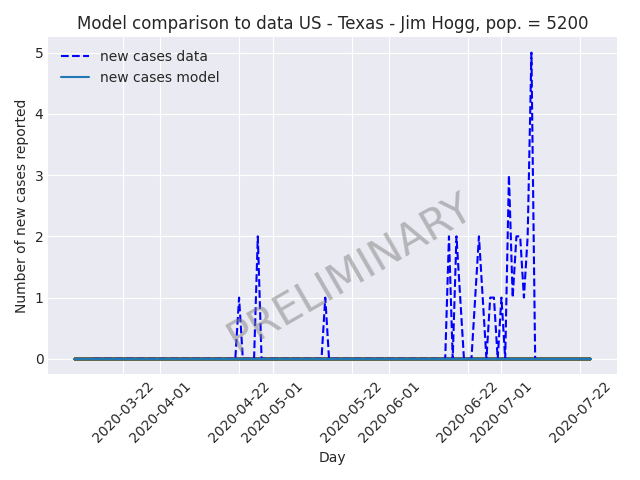 Model comparison to data US - Texas - Jim Hogg, pop. = 5200
new cases data
new cases model
Number of new cases reported
5
4
3
2
1
0
PRELIMINARY
2020-03-22
2020-04-01
2020-04-22
2020-05-01
2020-05-22
2020-06-01
2020-06-22
2020-07-01
2020-07-22
Day